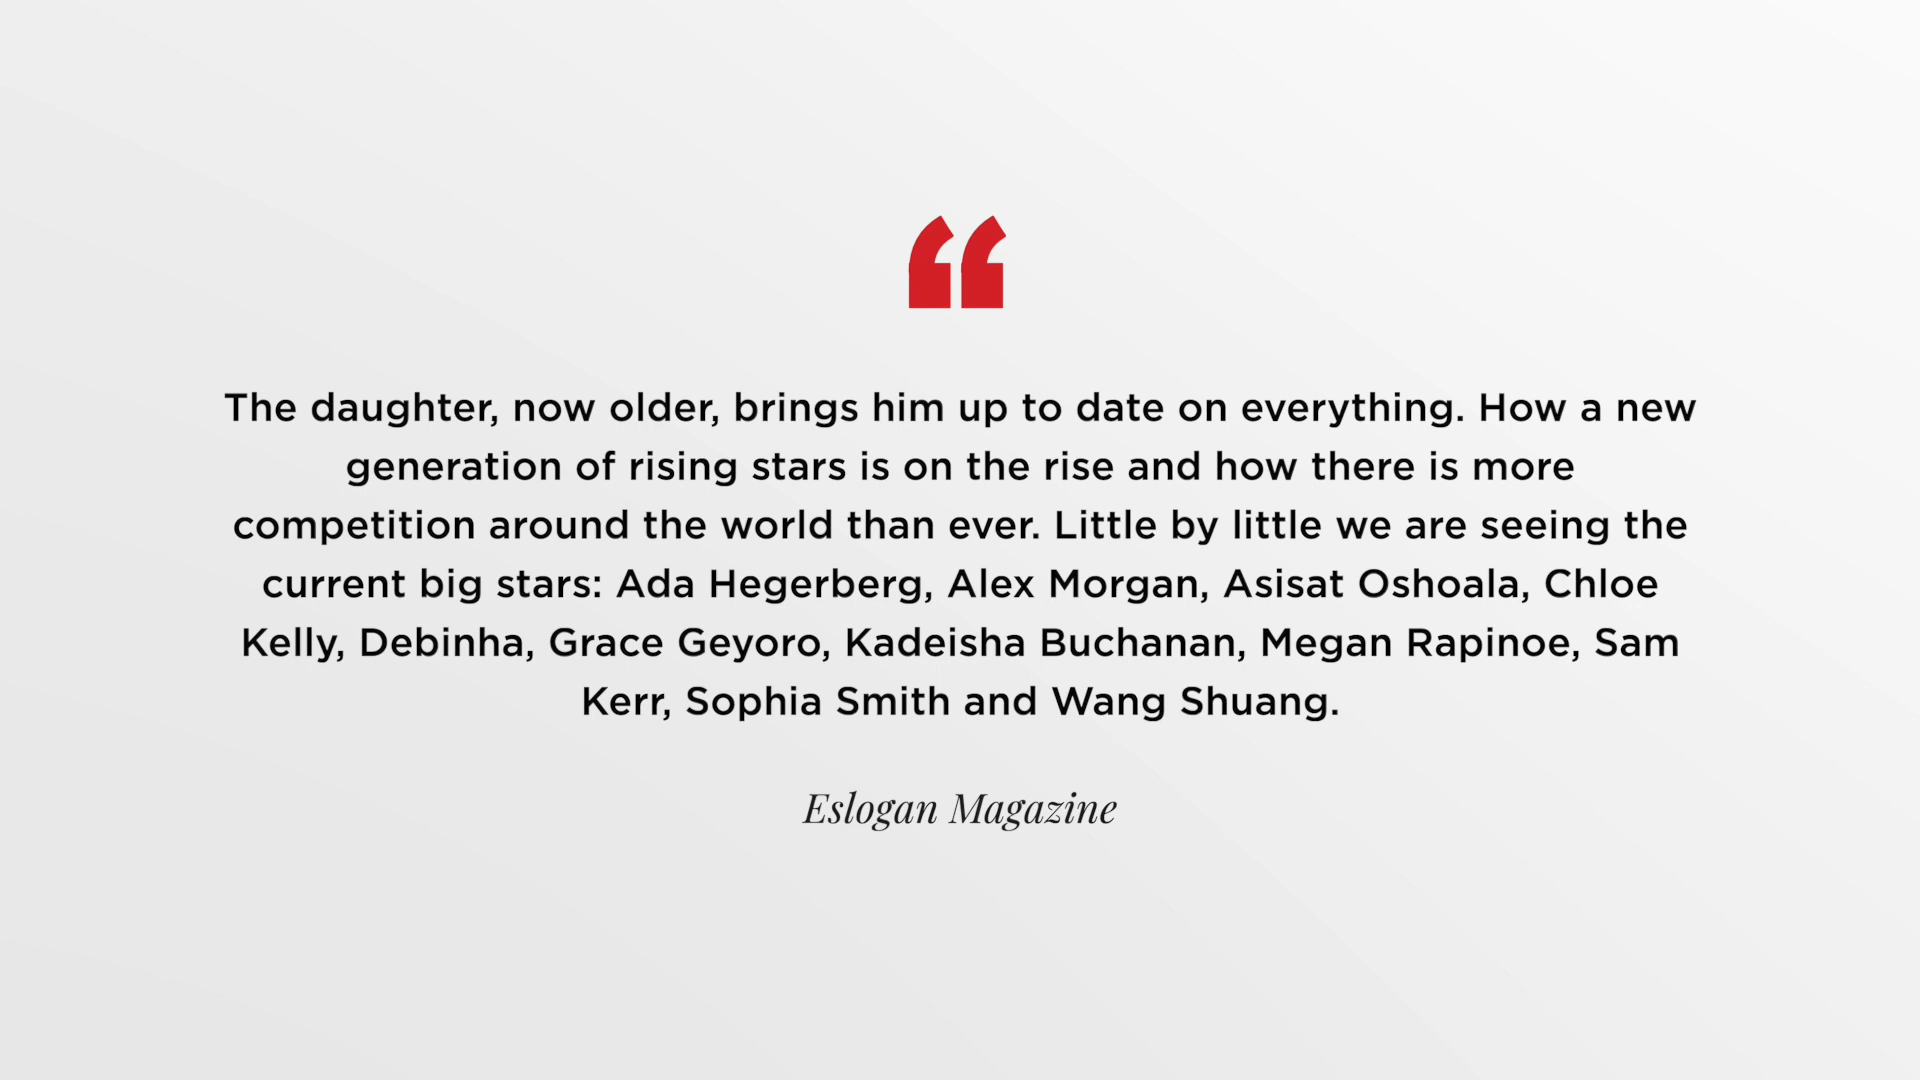 “
The daughter, now older, brings him up to date on everything. How a new
generation of rising stars is on the rise and how there is more
competition around the world than ever. Little by little we are seeing the
current big stars: Ada Hegerberg, Alex Morgan, Asisat Oshoala, Chloe
Kelly, Debinha, Grace Geyoro, Kadeisha Buchanan, Megan Rapinoe, Sam
Kerr, Sophia Smith and Wang Shuang.
Eslogan Magazine